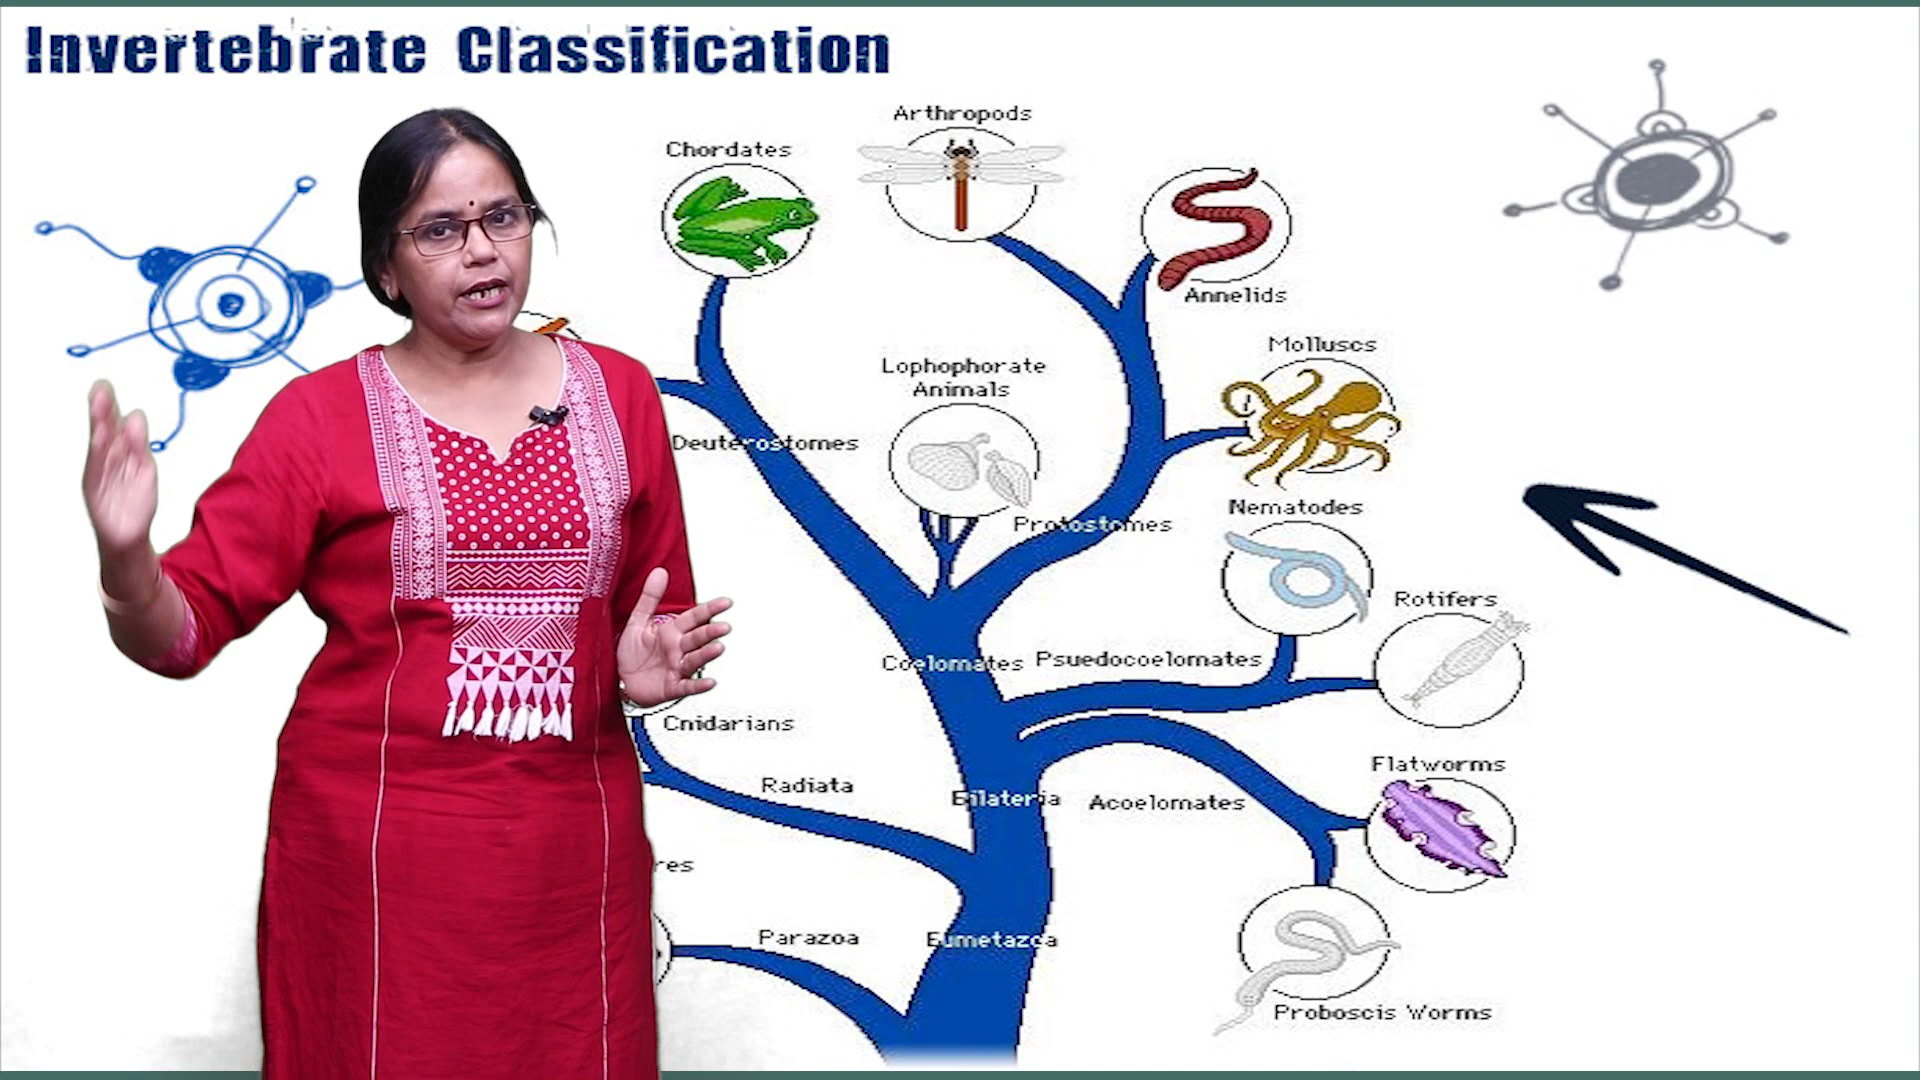 Invertebrate Classification
Arthropods
Chordates
Annelids
Molluscs
Lophophorate
Animals
Deuterostomes
Protostomes
Nematodes
Rotifers
Coelomates
Psuedocoelomates
Cnidarians
Flatworms
Radiata
Bilateria
Acoelomates
res
Parazoa
Eumetazoa
Proboscis Worms